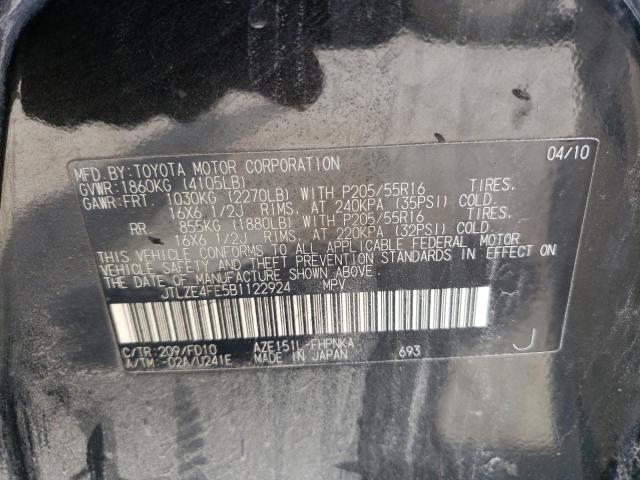 MFD. BY: TOYOTA MOTOR CORPORATION 04/10
GVWR: 1860KG (4105LB)
GAWR: FRT. 1030KG (2270LB) WITH P205/55R16 TIRES.
16X6 1/2J RIMS, AT 240KPA (35PSI) COLD.
RR. 855KG (1880LB) WITH P205/55R16 TIRES.
16X6 1/2J RIMS, AT 220KPA (32PSI) COLD.
THIS VEHICLE CONFORMS TO ALL APPLICABLE FEDERAL MOTOR
VEHICLE SAFETY AND THEFT PREVENTION STANDARDS IN EFFECT ON
THE DATE OF MANUFACTURE SHOWN ABOVE.
JTLZE4FE5B1122924 MPV
C/TR: 209/FD10 AZE151L-FHPNKA
A/TM: -02A/U241E MADE IN JAPAN 693 J